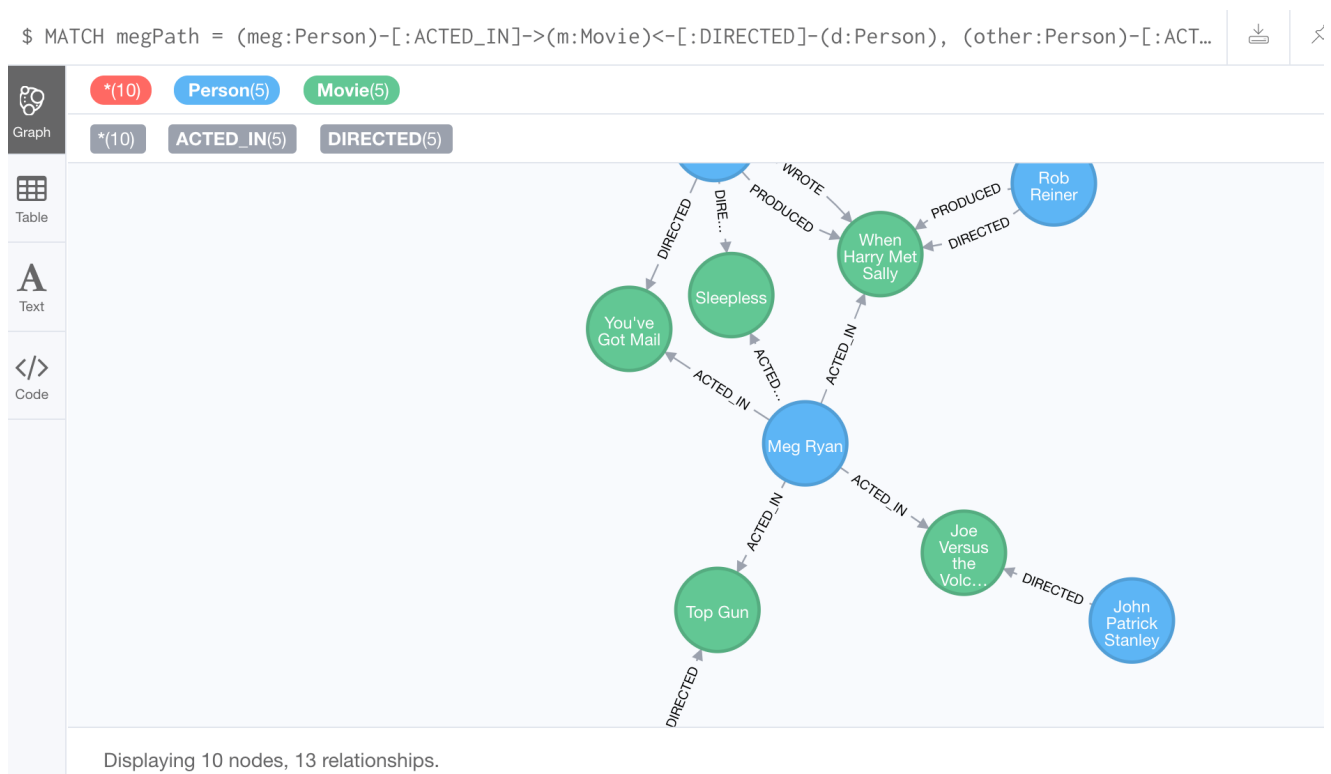 $ MATCH megPath = (meg:Person)-[:ACTED_IN]->(m:Movie)<-[:DIRECTED]-(d:Person), (other:Person)-[:ACT…
*(10) Person(5) Movie(5)
Graph
*(10) ACTED_IN(5) DIRECTED(5)
Table
Text
Code
WROTE
PRODUCED
DIRE…
DIRECTED
PRODUCED
DIRECTED
Rob
Reiner
When
Harry Met
Sally
Sleepless
You've
Got Mail
ACTED_IN
ACTED…
ACTED_IN
Meg Ryan
ACTED_IN
ACTED_IN
Joe
Versus
the
Volc…
DIRECTED
John
Patrick
Stanley
Top Gun
DIRECTED
Displaying 10 nodes, 13 relationships.